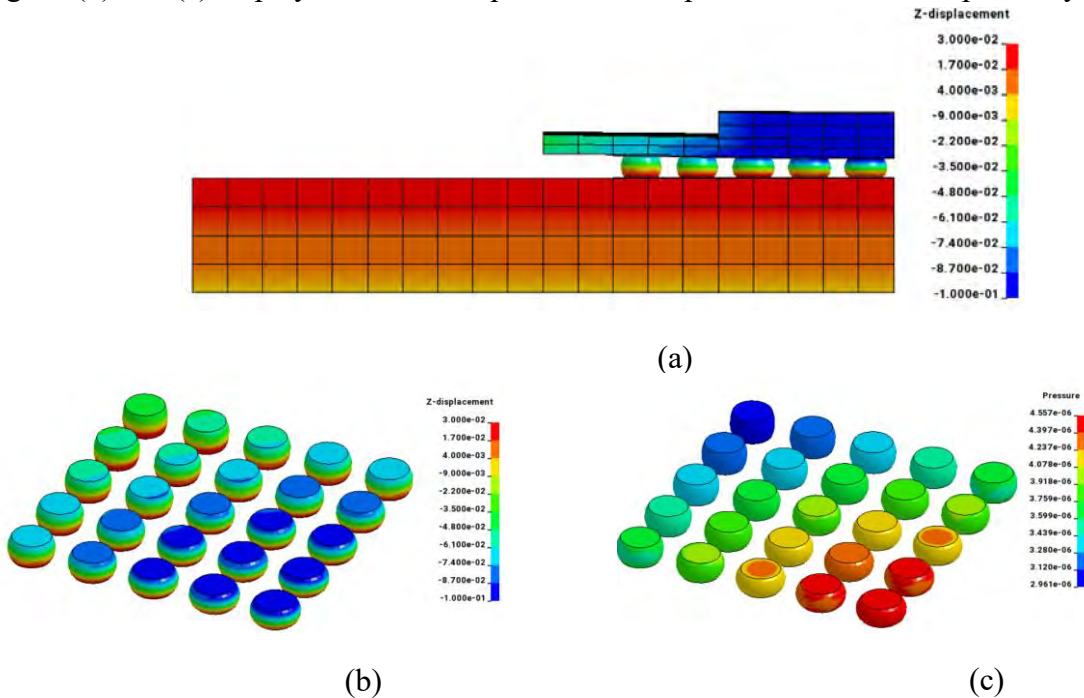 Z-displacement
3.000e-02
1.700e-02
4.000e-03
-9.000e-03
-2.200e-02
-3.500e-02
-4.800e-02
-6.100e-02
-7.400e-02
-8.700e-02
-1.000e-01
(a)
Z-displacement
3.000e-02
1.700e-02
4.000e-03
-9.000e-03
-2.200e-02
-3.500e-02
-4.800e-02
-6.100e-02
-7.400e-02
-8.700e-02
-1.000e-01
(b)
Pressure
4.557e-06
4.397e-06
4.237e-06
4.078e-06
3.918e-06
3.759e-06
3.599e-06
3.439e-06
3.280e-06
3.120e-06
2.961e-06
(c)